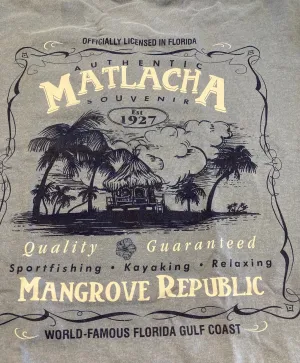 OFFICIALLY LICENSED IN FLORIDA
AUTHENTIC
MATLACHA
SOUVENIR
Est
1927
Quality Guaranteed
Sportfishing • Kayaking • Relaxing
MANGROVE REPUBLIC
WORLD-FAMOUS FLORIDA GULF COAST